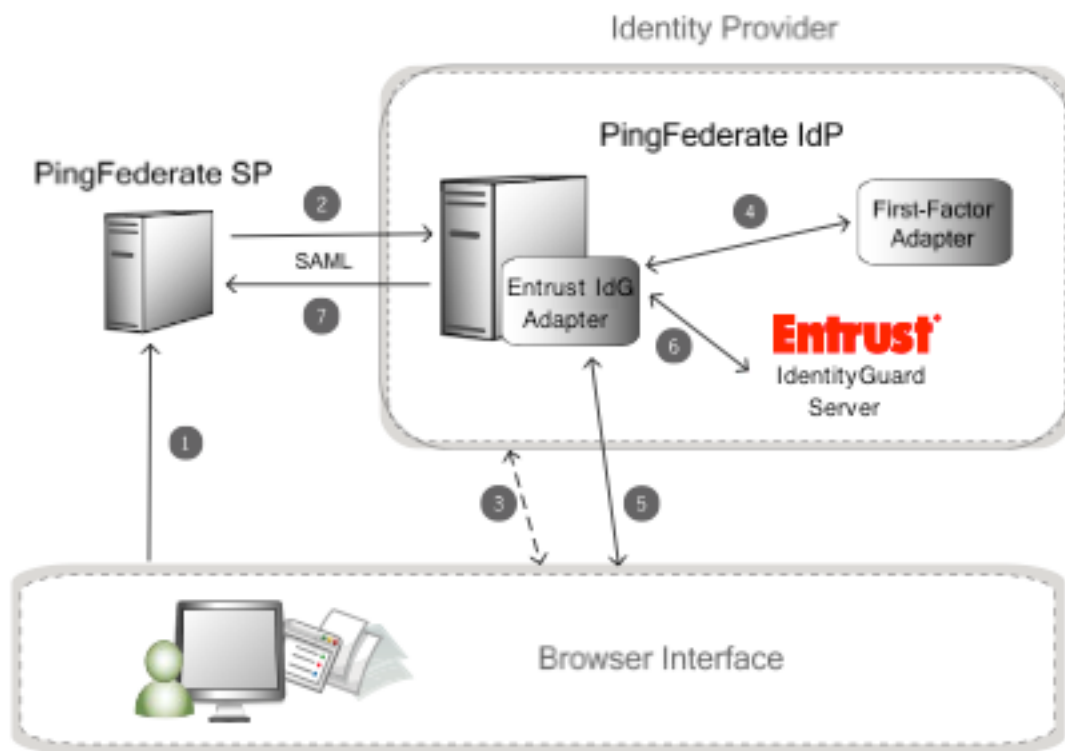 Identity Provider
PingFederate IdP
PingFederate SP
2
4
First-Factor
Adapter
SAML
Entrust IdG
Adapter
7
6
Entrust
IdentityGuard
Server
1
3
5
Browser Interface